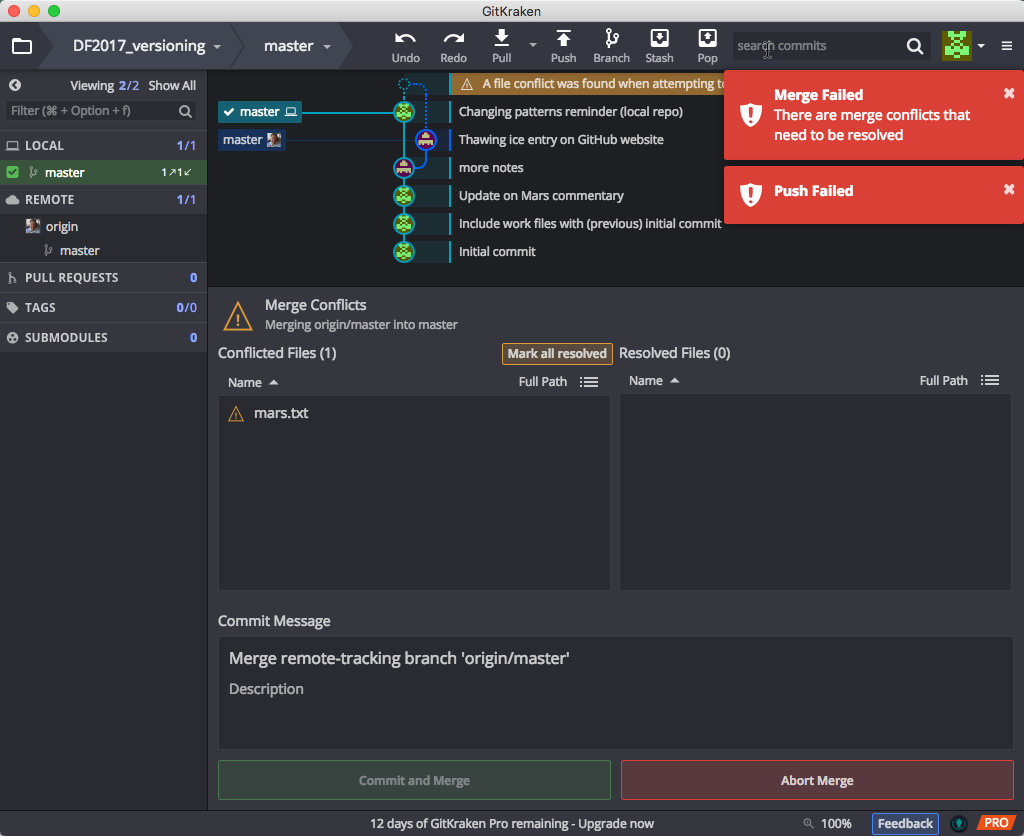 GitKraken
DF2017_versioning
master
Undo
Redo
Pull
Push
Branch
Stash
Pop
search commits
Viewing 2/2 Show All
Filter (⌘ + Option + f)
LOCAL 1/1
master 1↗1↙
REMOTE 1/1
origin
master
PULL REQUESTS 0
TAGS 0/0
SUBMODULES 0
A file conflict was found when attempting to
master
Changing patterns reminder (local repo)
master
Thawing ice entry on GitHub website
more notes
Update on Mars commentary
Include work files with (previous) initial commit
Initial commit
Merge Failed
There are merge conflicts that
need to be resolved
Push Failed
Merge Conflicts
Merging origin/master into master
Conflicted Files (1)
Mark all resolved
Resolved Files (0)
Name
Full Path
Name
Full Path
mars.txt
Commit Message
Merge remote-tracking branch 'origin/master'
Description
Commit and Merge
Abort Merge
12 days of GitKraken Pro remaining - Upgrade now
100%
Feedback
PRO